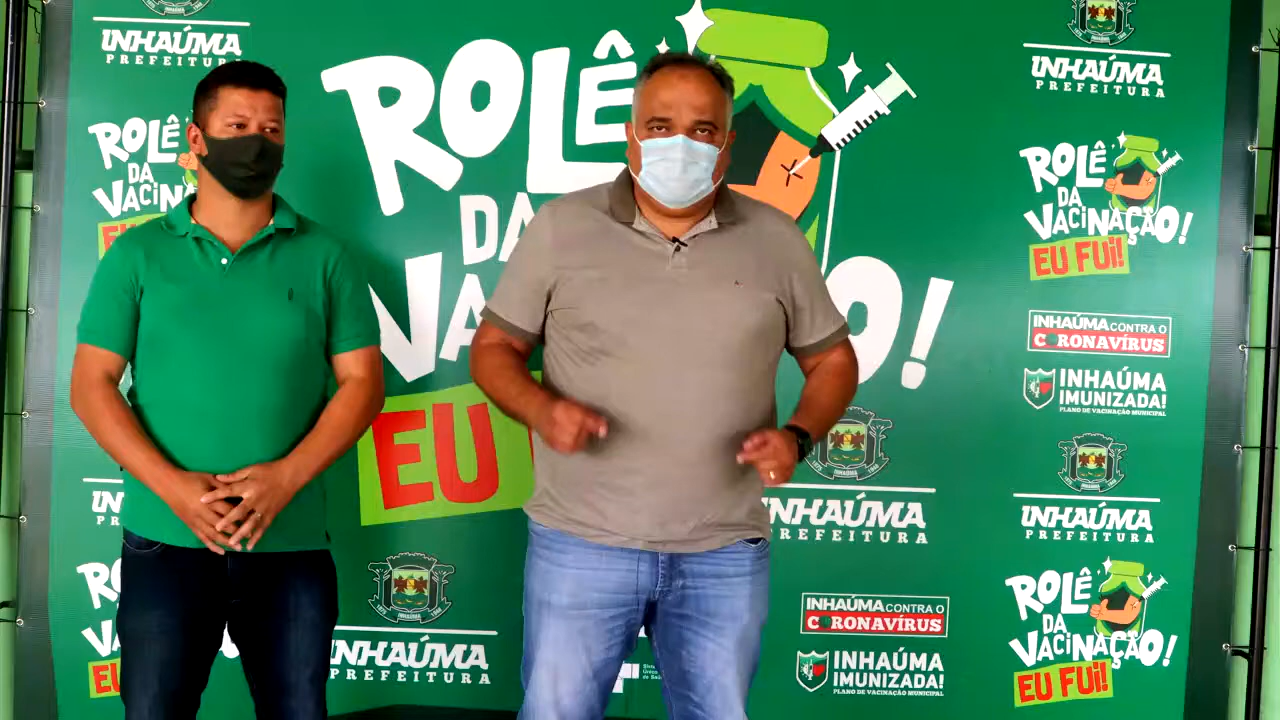 INHAÚMA
PREFEITURA
ROLÊ
DA
VACINA
ROLÊ
DA
VA O!
EU
INHAÚMA
PREFEITURA
ROLÊ
DA
VACINAÇÃO!
EU FUI!
INHAÚMA CONTRA O
CORONAVÍRUS
INHAÚMA
IMUNIZADA!
PLANO DE VACINAÇÃO MUNICIPAL
INHAÚMA
PREFEITURA
INHAÚMA
PREFEITURA
INHAÚMA
PREFEITURA
INHAÚMA CONTRA O
CORONAVÍRUS
INHAÚMA
IMUNIZADA!
PLANO DE VACINAÇÃO MUNICIPAL
ROLÊ
DA
VACINAÇÃO!
EU FUI!